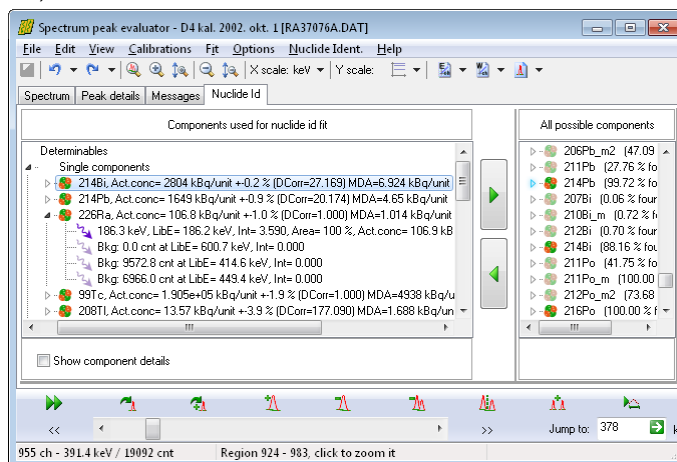 Spectrum peak evaluator - D4 kal. 2002. okt. 1 [RA37076A.DAT]
File Edit View Calibrations Fit Options Nuclide Ident. Help
X scale: keV Y scale:
Spectrum Peak details Messages Nuclide Id
Components used for nuclide id fit
Determinables
Single components
214Bi, Act.conc= 2804 kBq/unit +-0.2 % (DCorr=27.169) MDA=6.924 kBq/unit
214Pb, Act.conc= 1649 kBq/unit +-0.9 % (DCorr=20.174) MDA=4.65 kBq/unit
226Ra, Act.conc= 106.8 kBq/unit +-1.0 % (DCorr=1.000) MDA=1.014 kBq/unit
186.3 keV, LibE= 186.2 keV, Int= 3.590, Area= 100 %, Act.conc= 106.9 kB
Bkg: 0.0 cnt at LibE= 600.7 keV, Int= 0.000
Bkg: 9572.8 cnt at LibE= 414.6 keV, Int= 0.000
Bkg: 6966.0 cnt at LibE= 449.4 keV, Int= 0.000
99Tc, Act.conc= 1.905e+05 kBq/unit +-1.9 % (DCorr=1.000) MDA=4938 kBq/u
208Tl, Act.conc= 13.57 kBq/unit +-3.9 % (DCorr=177.090) MDA=1.688 kBq/un
Show component details
All possible components
206Pb_m2 (47.09
211Pb (27.76 % fo
214Pb (99.72 % fo
207Bi (0.06 % four
210Bi_m (0.72 % f
212Bi (0.70 % four
214Bi (88.16 % fou
211Po (41.75 % fo
211Po_m (100.00
212Po_m2 (73.68
216Po (100.00 % f
<< >> Jump to: 378 k
955 ch - 391.4 keV / 19092 cnt Region 924 - 983, click to zoom it